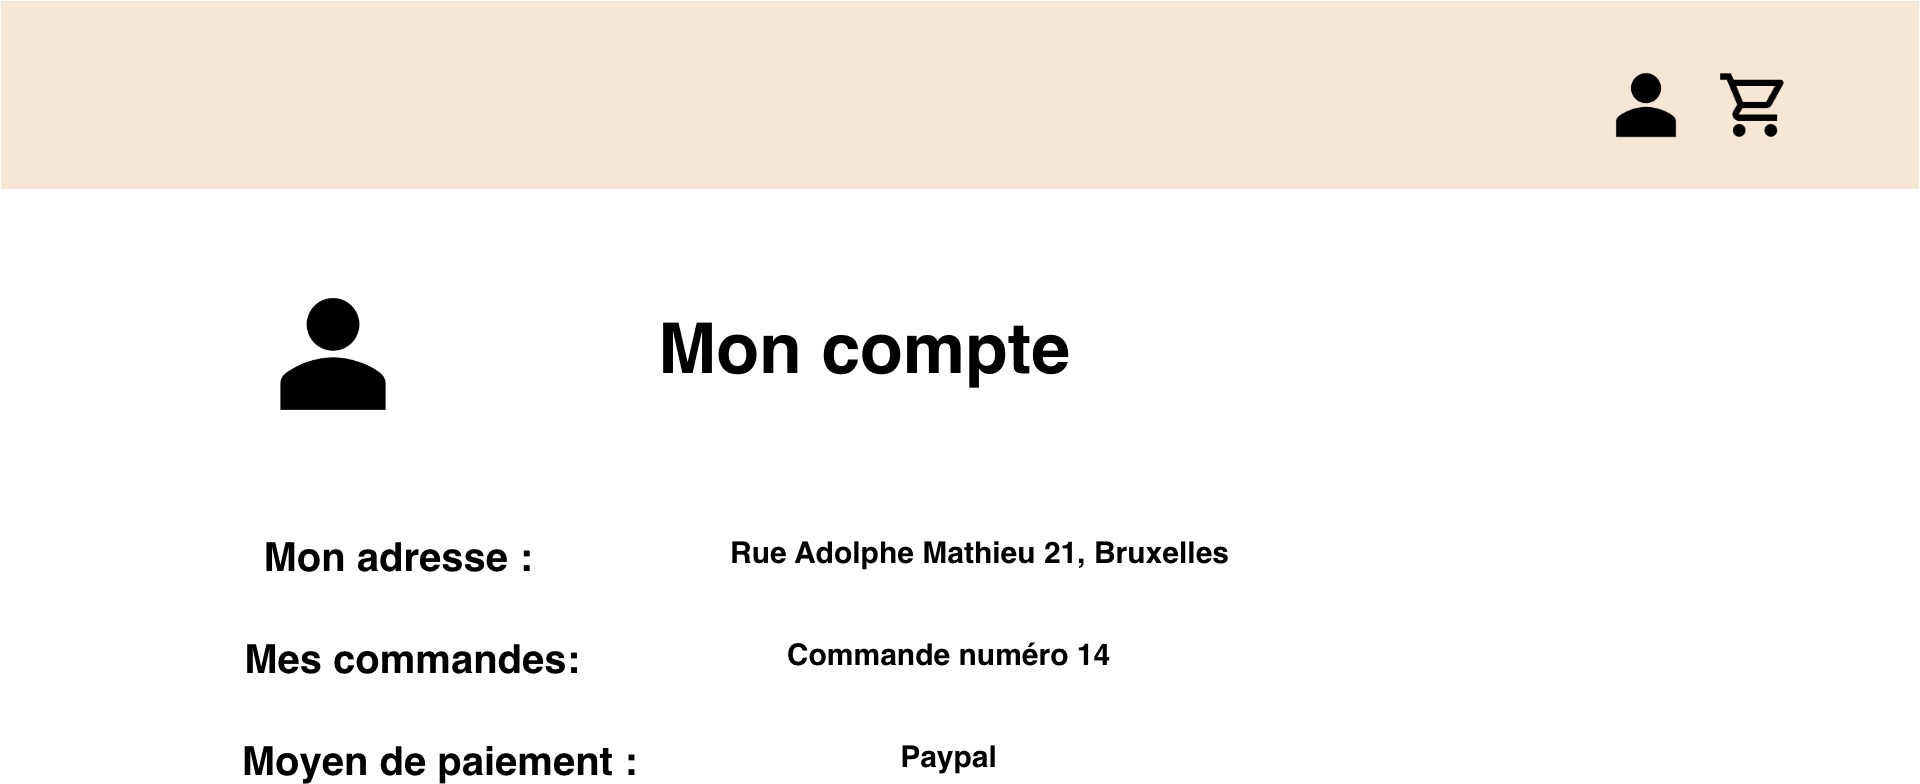 Mon compte
Mon adresse : Rue Adolphe Mathieu 21, Bruxelles
Mes commandes: Commande numéro 14
Moyen de paiement : Paypal